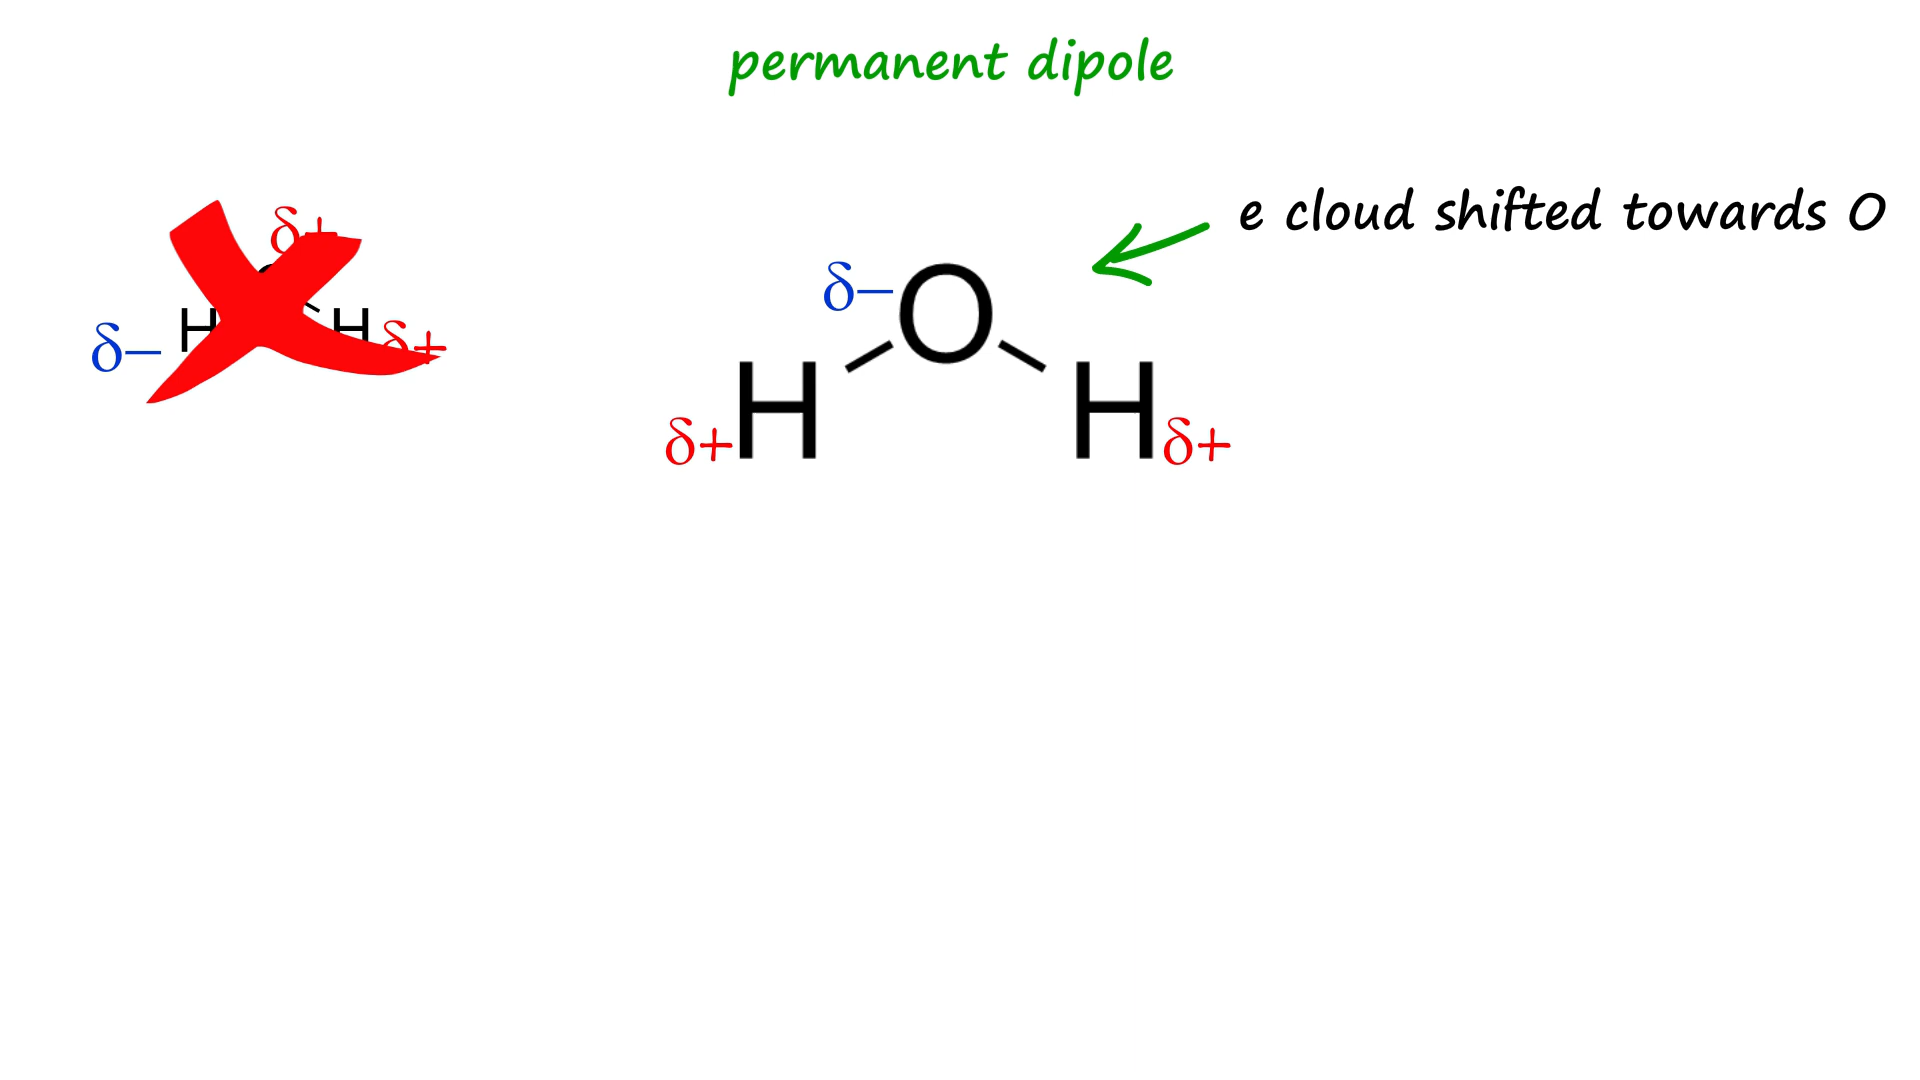 permanent dipole
e cloud shifted towards O
δ+
H H
δ− δ+
δ− O
H H
δ+ δ+